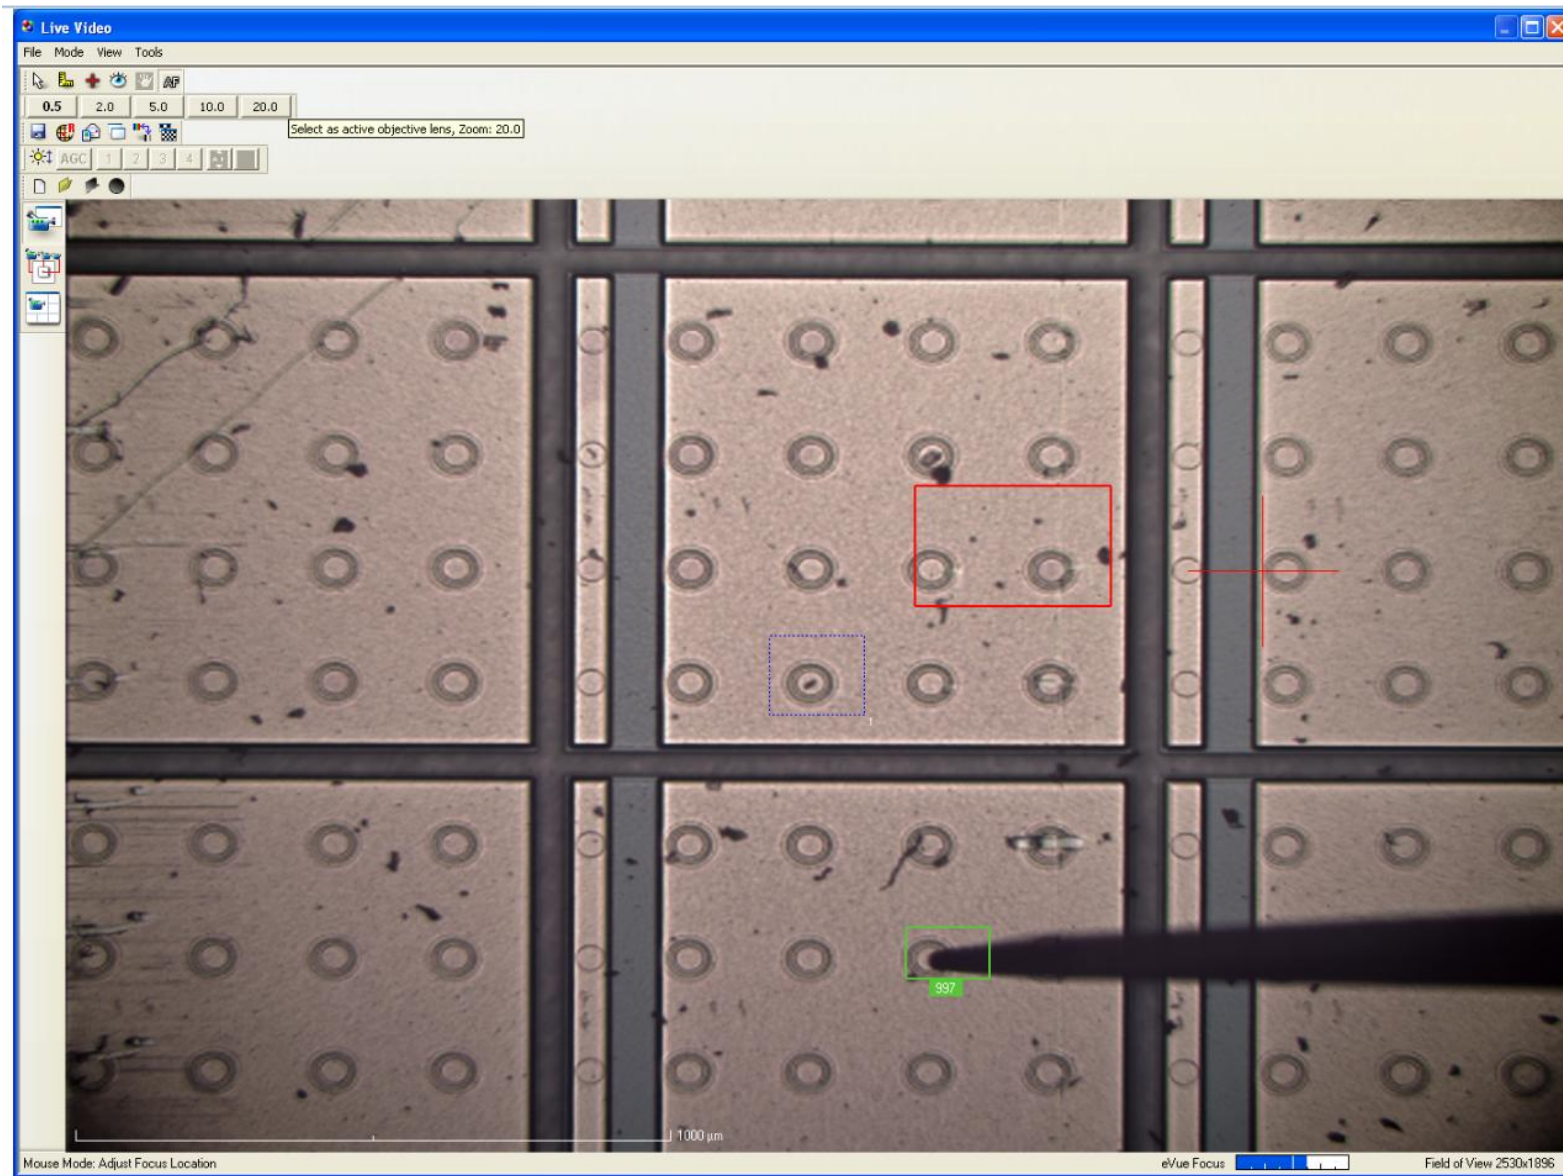 Live Video
File Mode View Tools
AF
0.5 2.0 5.0 10.0 20.0
Select as active objective lens, Zoom: 20.0
AGC 1 2 3 4
1
997
1000 µm
Mouse Mode: Adjust Focus Location
eVue Focus
Field of View 2530x1896